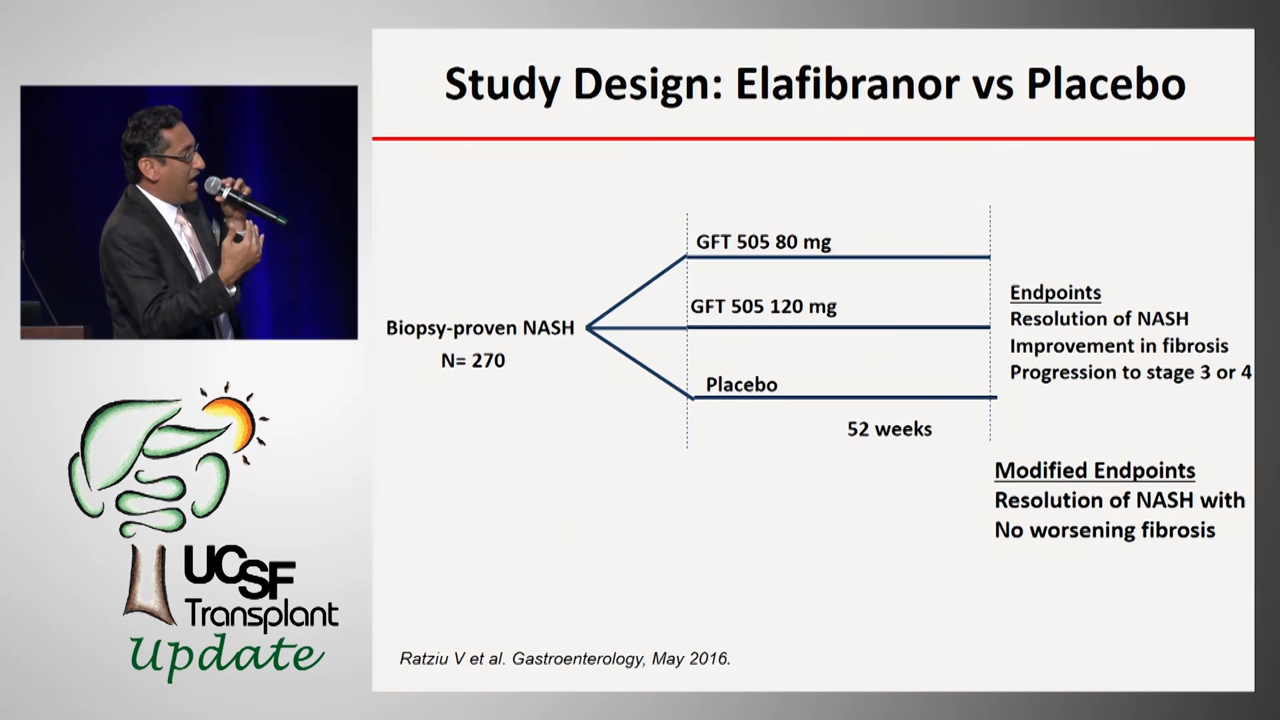 Study Design: Elafibranor vs Placebo
GFT 505 80 mg
GFT 505 120 mg
Biopsy-proven NASH
N= 270
Placebo
52 weeks
Endpoints
Resolution of NASH
Improvement in fibrosis
Progression to stage 3 or 4
Modified Endpoints
Resolution of NASH with
No worsening fibrosis
Ratziu V et al. Gastroenterology, May 2016.
UCSF
Transplant
Update